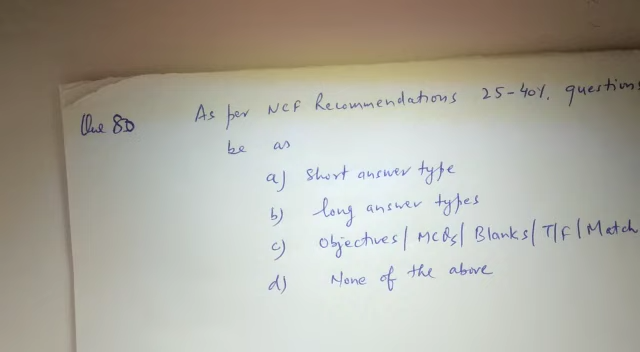 Que 80 As per NCF Recommendations 25-40% questions
be as
a) short answer type
b) long answer types
c) Objectives/ MCQs/ Blanks/ T/F/ Match
d) None of the above